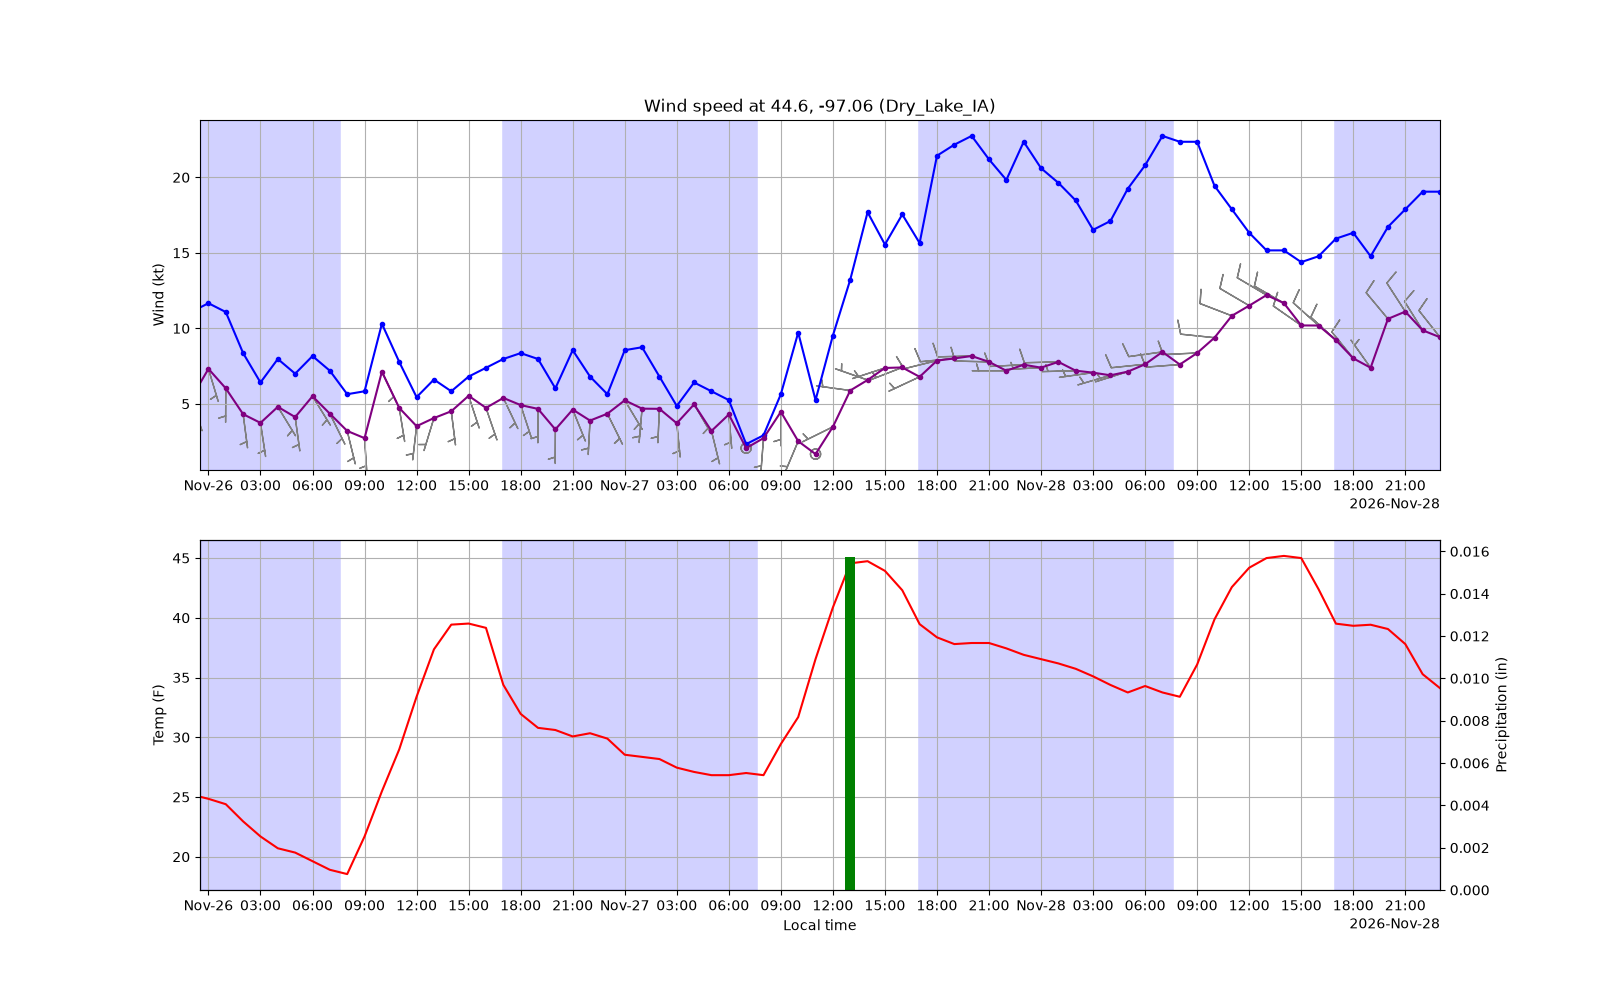 Wind speed at 44.6, -97.06 (Dry_Lake_IA)
Wind (kt)
20
15
10
5
Nov-26 03:00 06:00 09:00 12:00 15:00 18:00 21:00 Nov-27 03:00 06:00 09:00 12:00 15:00 18:00 21:00 Nov-28 03:00 06:00 09:00 12:00 15:00 18:00 21:00
2026-Nov-28
Temp (F)
45
40
35
30
25
20
0.016
0.014
0.012
0.010
0.008
0.006
0.004
0.002
0.000
Precipitation (in)
Nov-26 03:00 06:00 09:00 12:00 15:00 18:00 21:00 Nov-27 03:00 06:00 09:00 12:00 15:00 18:00 21:00 Nov-28 03:00 06:00 09:00 12:00 15:00 18:00 21:00
2026-Nov-28
Local time